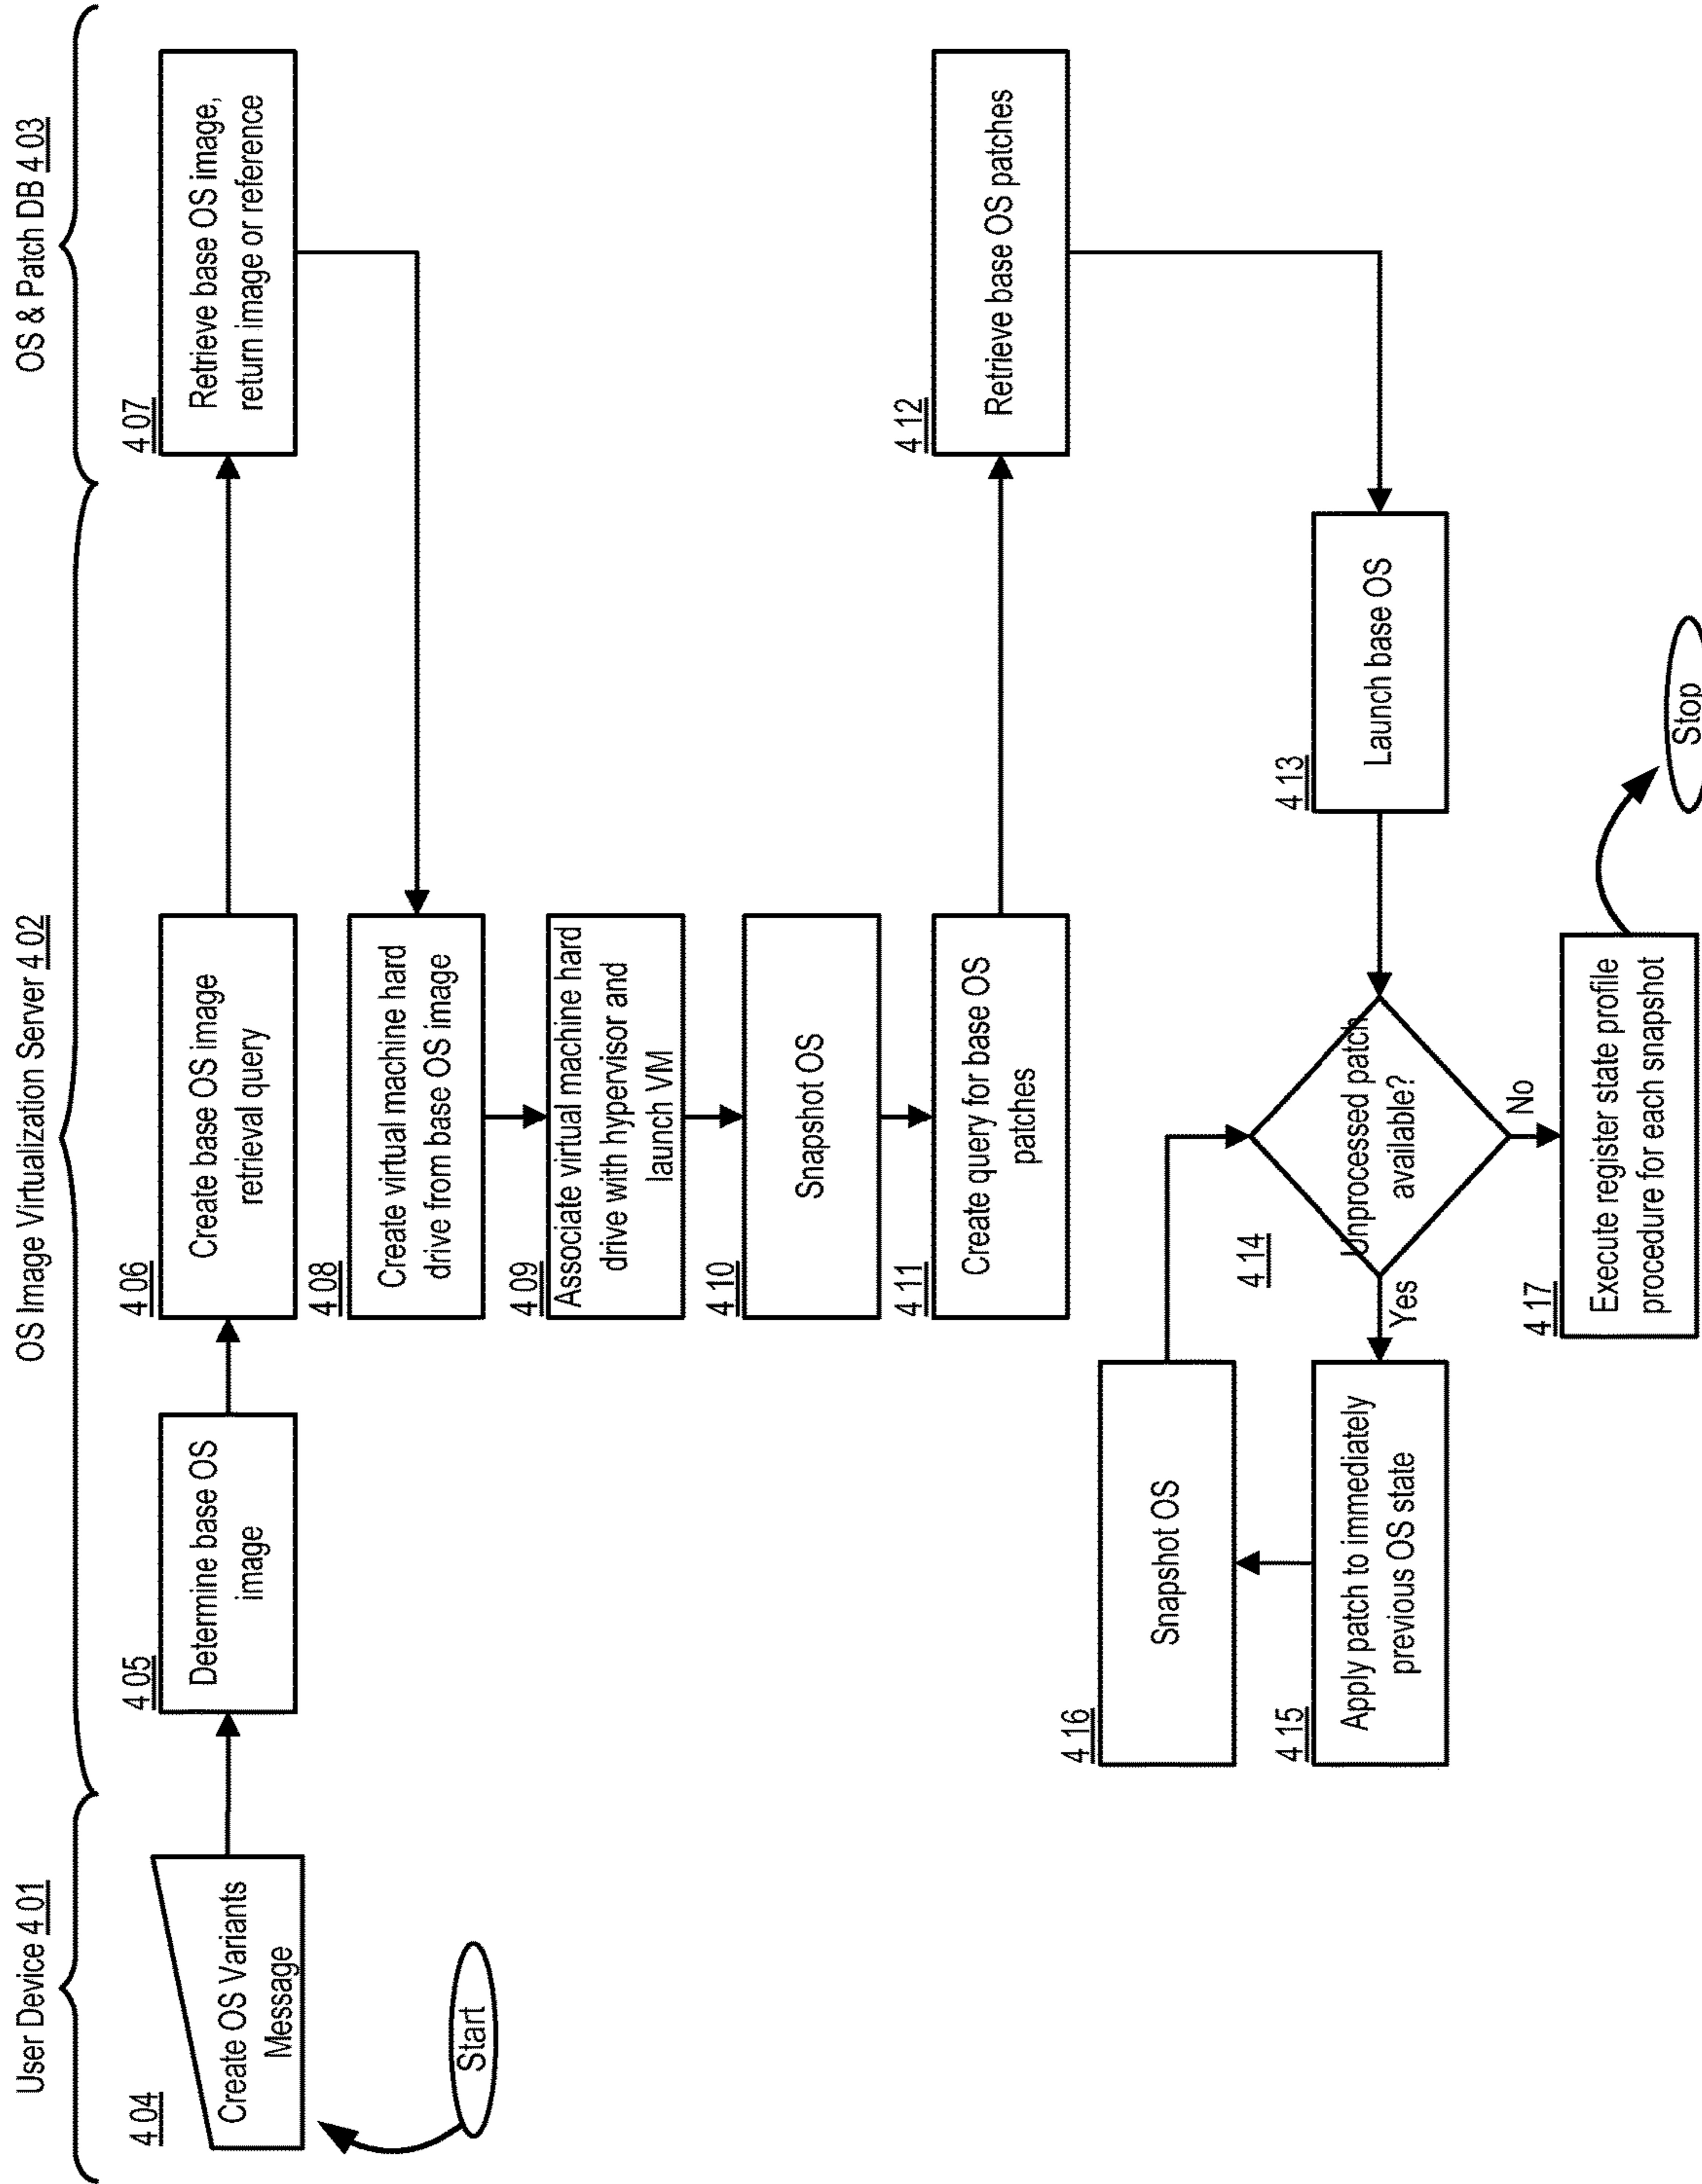 User Device 4 01
OS Image Virtualization Server 4 02
OS & Patch DB 4 03
4 04
Create OS Variants
Message
Start
4 05
Determine base OS
image
4 06
Create base OS image
retrieval query
4 07
Retrieve base OS image,
return image or reference
4 08
Create virtual machine hard
drive from base OS image
4 09
Associate virtual machine hard
drive with hypervisor and
launch VM
4 10
Snapshot OS
4 11
Create query for base OS
patches
4 12
Retrieve base OS patches
4 13
Launch base OS
4 14
Unprocessed patch
available?
Yes
No
4 15
Apply patch to immediately
previous OS state
4 16
Snapshot OS
4 17
Execute register state profile
procedure for each snapshot
Stop